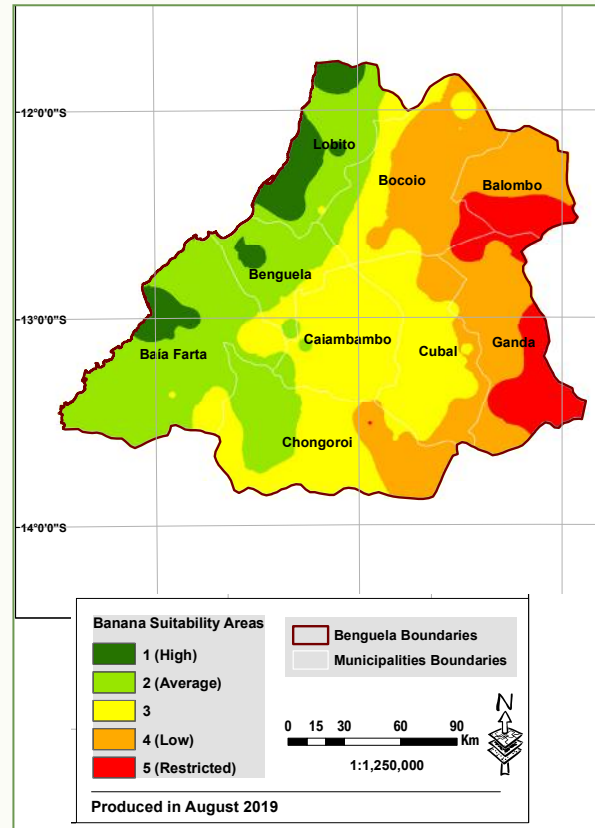 12°0'0"S
Lobito
Bocoio
Balombo
Benguela
13°0'0"S
Baía Farta
Caiambambo
Cubal
Ganda
Chongoroi
14°0'0"S
Banana Suitability Areas
1 (High)
2 (Average)
3
4 (Low)
5 (Restricted)
Benguela Boundaries
Municipalities Boundaries
N
0 15 30 60 90
Km
1:1,250,000
Produced in August 2019